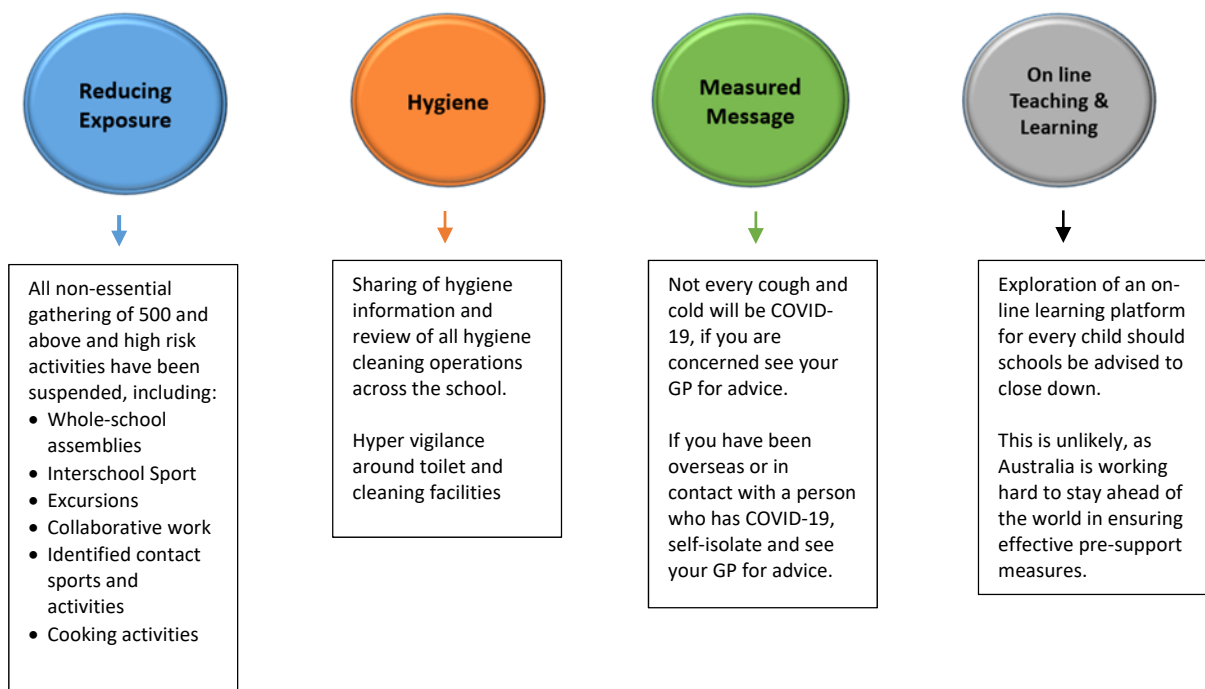 Reducing
Exposure
All non-essential
gathering of 500 and
above and high risk
activities have been
suspended, including:
• Whole-school
assemblies
• Interschool Sport
• Excursions
• Collaborative work
• Identified contact
sports and
activities
• Cooking activities
Hygiene
Sharing of hygiene
information and
review of all hygiene
cleaning operations
across the school.
Hyper vigilance
around toilet and
cleaning facilities
Measured
Message
Not every cough and
cold will be COVID-
19, if you are
concerned see your
GP for advice.
If you have been
overseas or in
contact with a person
who has COVID-19,
self-isolate and see
your GP for advice.
On line
Teaching &
Learning
Exploration of an on-
line learning platform
for every child should
schools be advised to
close down.
This is unlikely, as
Australia is working
hard to stay ahead of
the world in ensuring
effective pre-support
measures.